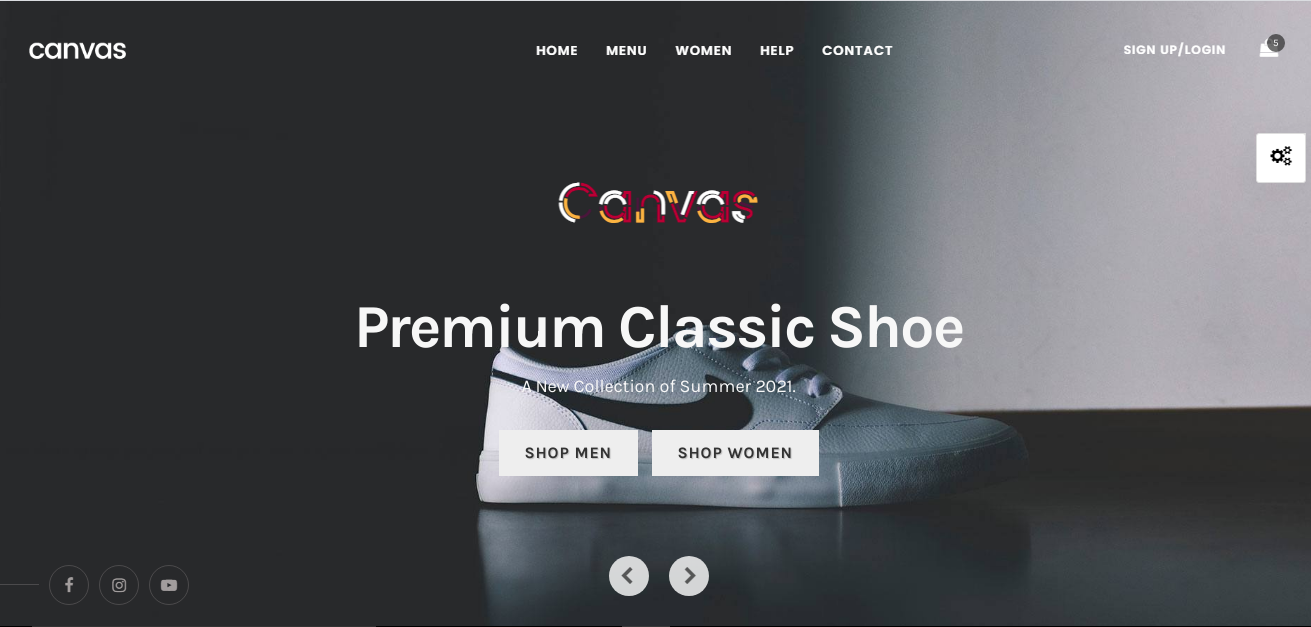 canvas
HOME MENU WOMEN HELP CONTACT
SIGN UP/LOGIN
5
Canvas
Premium Classic Shoe
A New Collection of Summer 2021.
SHOP MEN SHOP WOMEN